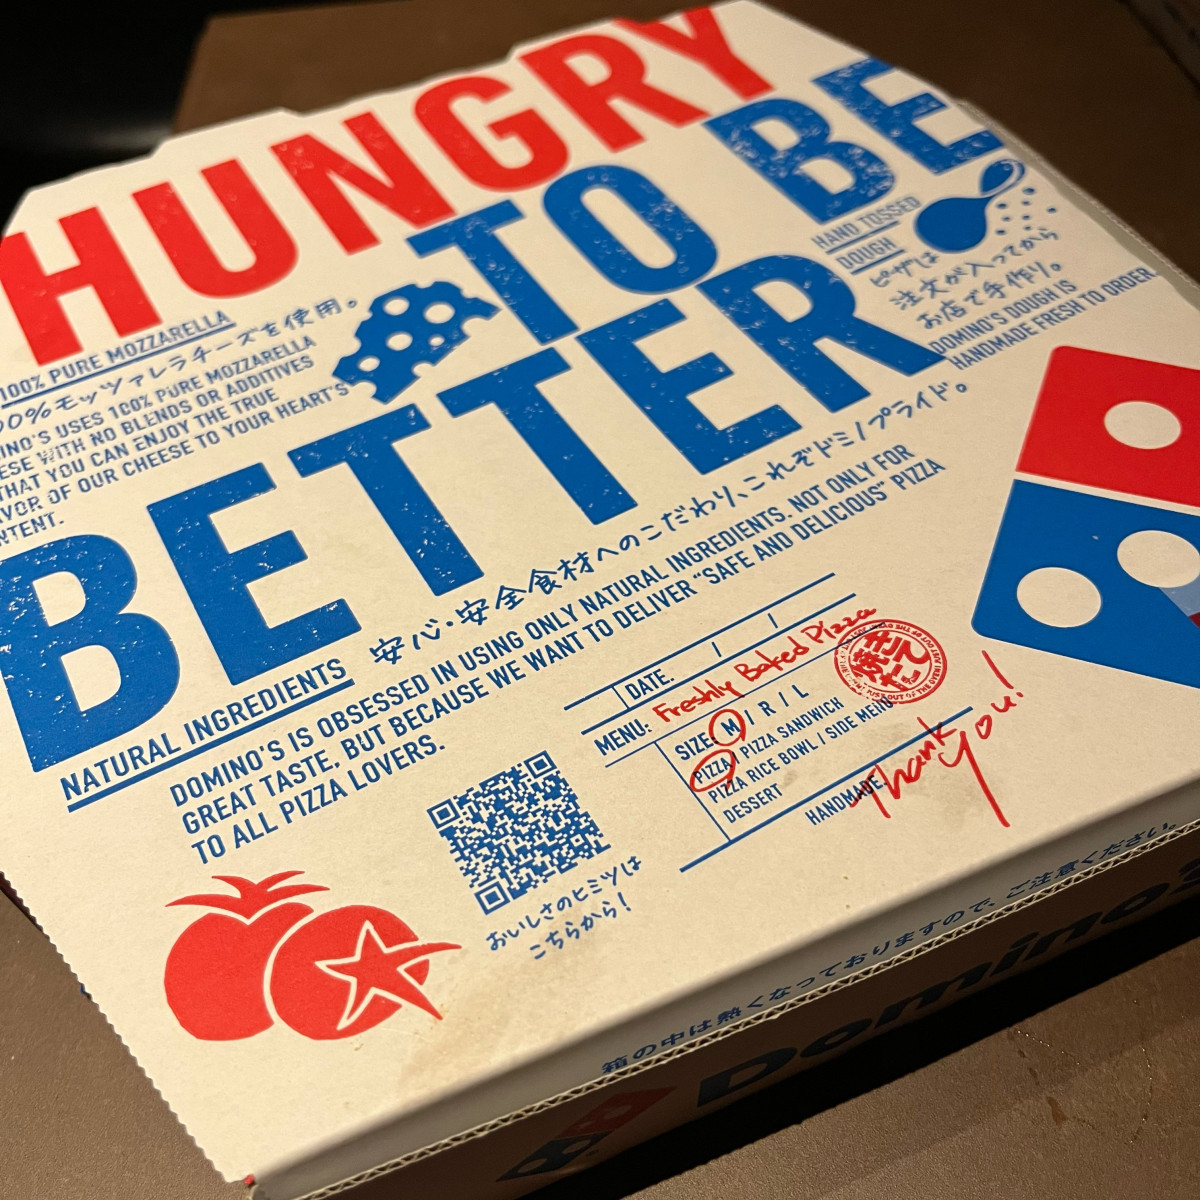 HUNGRY
TO BE
BETTER
100% PURE MOZZARELLA
00%モッツァレラチーズを使用。
INO'S USES 100% PURE MOZZARELLA
ESE WITH NO BLENDS OR ADDITIVES
THAT YOU CAN ENJOY THE TRUE
VOR OF OUR CHEESE TO YOUR HEART'S
NTENT.
HAND TOSSED
DOUGH
ピザは
注文が入ってから
お店で手作り。
DOMINO'S DOUGH IS
HANDMADE FRESH TO ORDER.
NATURAL INGREDIENTS
安心・安全食材へのこだわり、これぞドミノプライド。
DOMINO'S IS OBSESSED IN USING ONLY NATURAL INGREDIENTS, NOT ONLY FOR
GREAT TASTE, BUT BECAUSE WE WANT TO DELIVER "SAFE AND DELICIOUS" PIZZA
TO ALL PIZZA LOVERS.
DATE. / /
MENU: Freshly Baked Pizza
SIZE M / R / L
PIZZA / PIZZA SANDWICH
PIZZA RICE BOWL / SIDE MENU
DESSERT
HANDMADE
Thank you!
おいしさのヒミツは
こちらから!
箱の中は熱くなっておりますので、ご注意ください。
Domino's